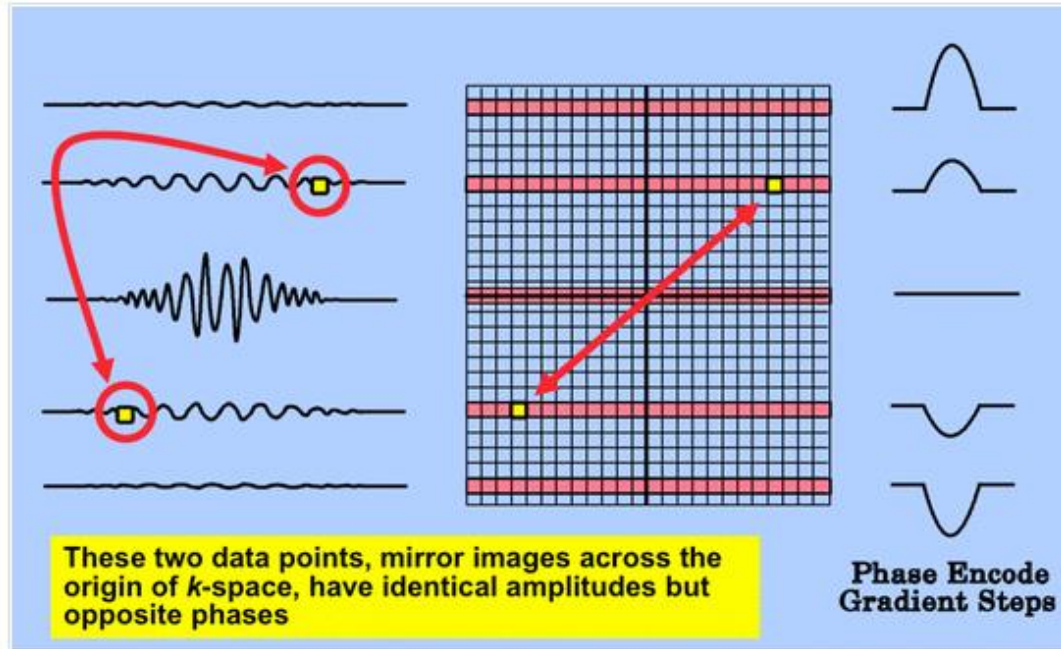 These two data points, mirror images across the
origin of k-space, have identical amplitudes but
opposite phases
Phase Encode
Gradient Steps